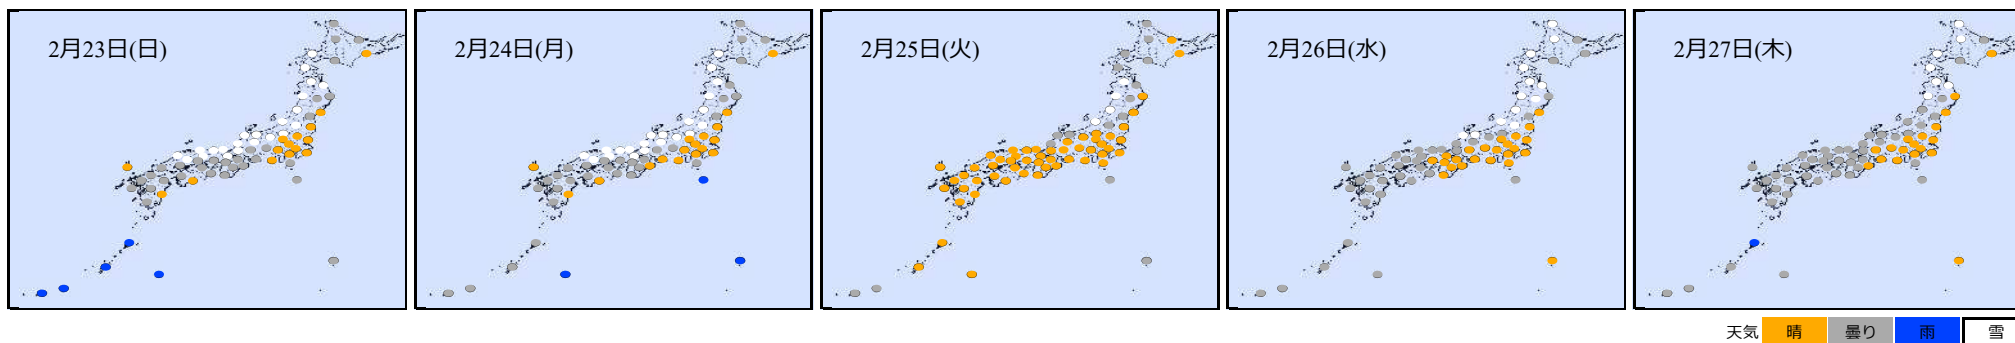 2月23日(日)
2月24日(月)
2月25日(火)
2月26日(水)
2月27日(木)
天気 晴 曇り 雨 雪